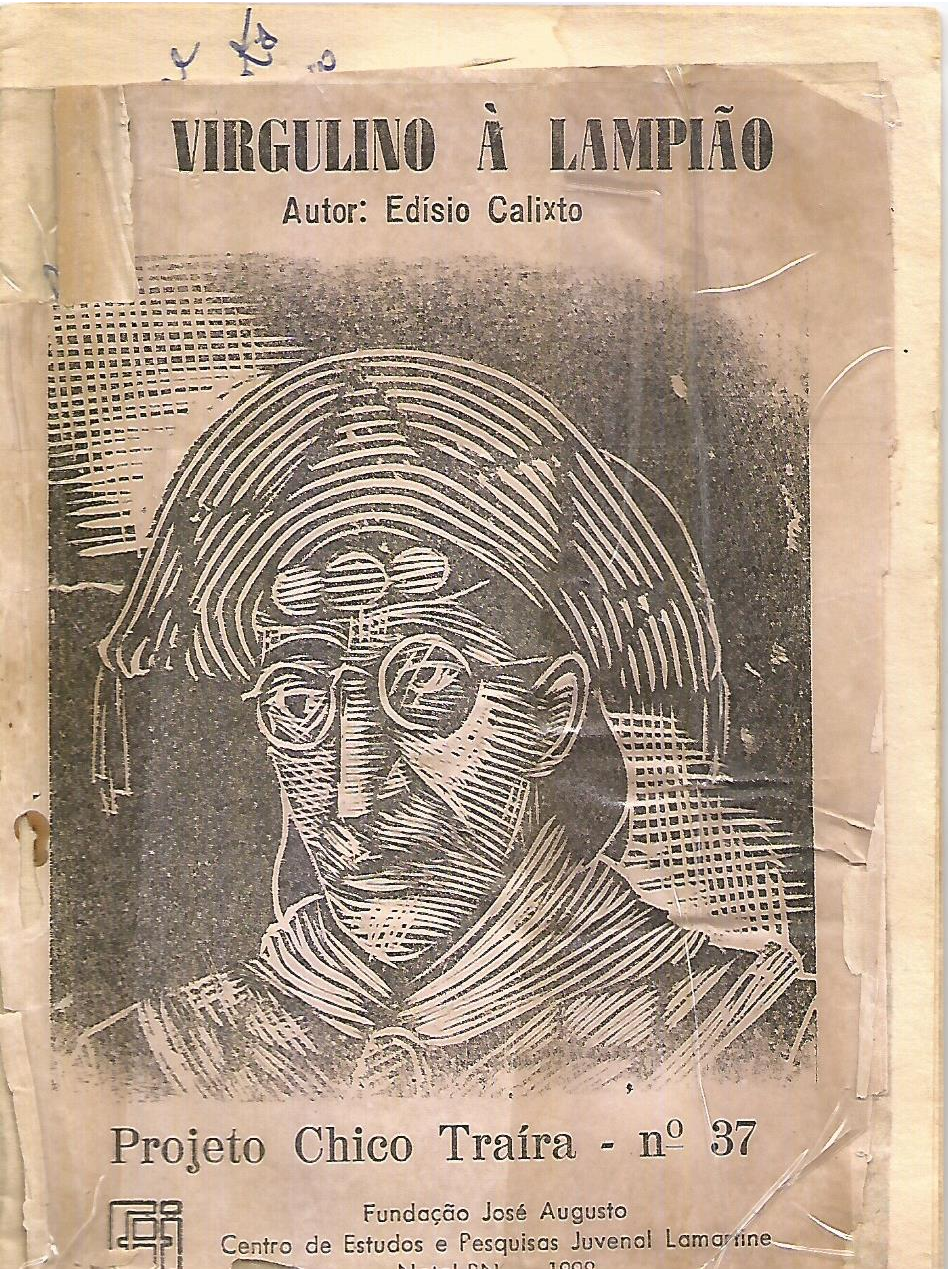 VIRGULINO À LAMPIÃO
Autor: Edísio Calixto
Projeto Chico Traíra - nº 37
Fundação José Augusto
Centro de Estudos e Pesquisas Juvenal Lamartine